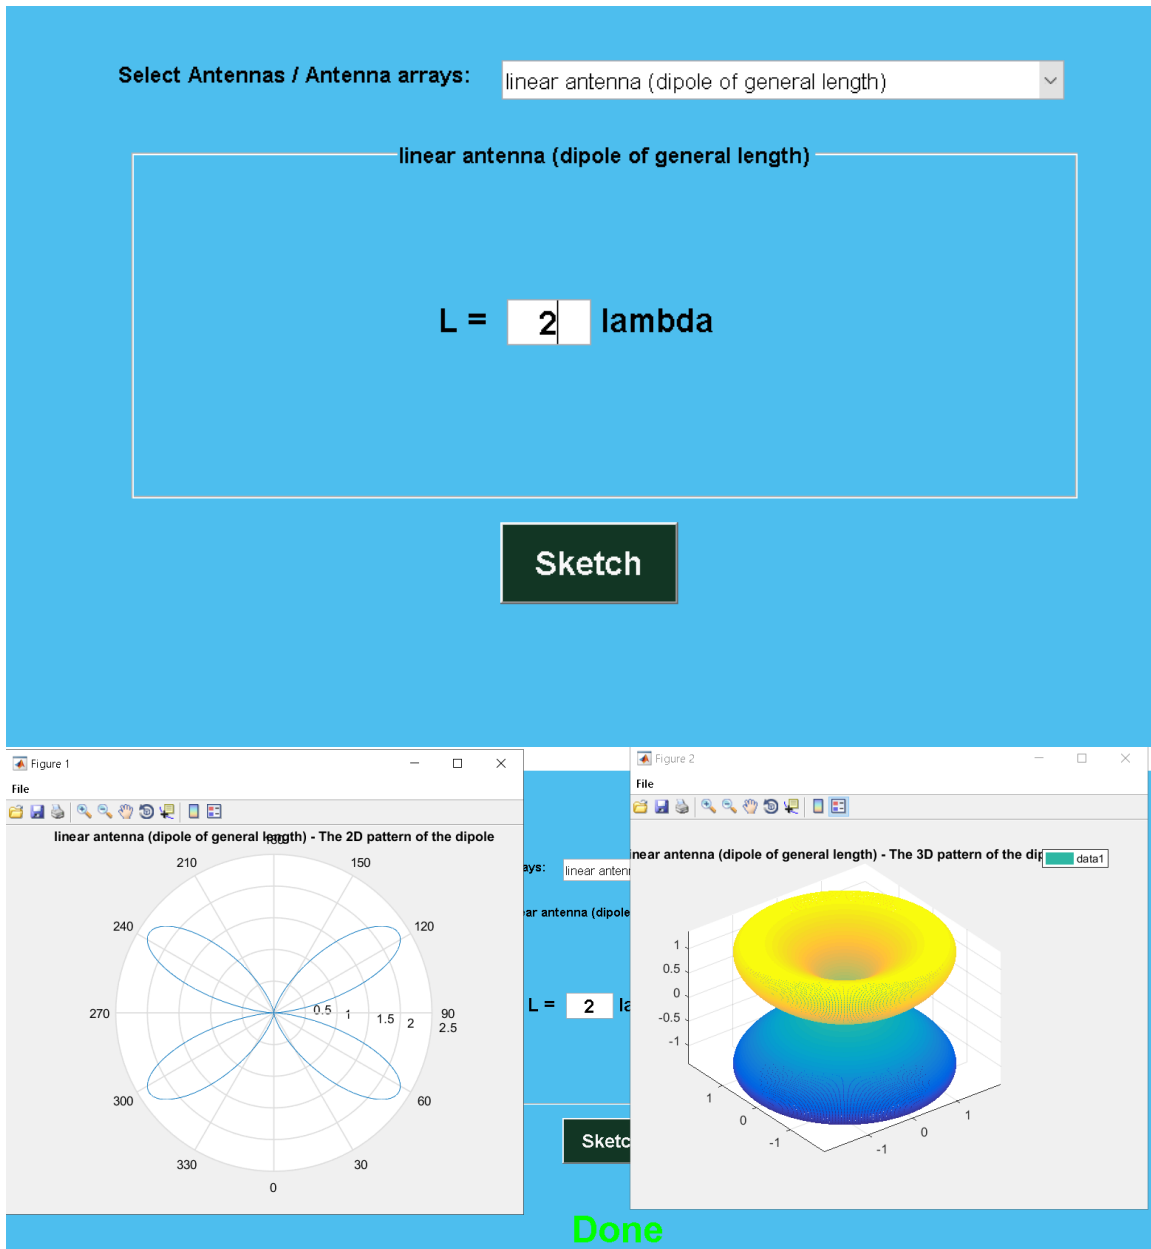 Select Antennas / Antenna arrays:
linear antenna (dipole of general length)
linear antenna (dipole of general length)
L = 2 lambda
Sketch
Figure 1
File
linear antenna (dipole of general length) - The 2D pattern of the dipole
180
210
150
240
120
270
90
300
60
330
30
0
0.5
1
1.5
2
2.5
ays:
linear antenn
ar antenna (dipole
L = 2 la
Sketc
Figure 2
File
inear antenna (dipole of general length) - The 3D pattern of the dip
data1
1
0.5
0
-0.5
-1
1
0
-1
-1
0
1
Done